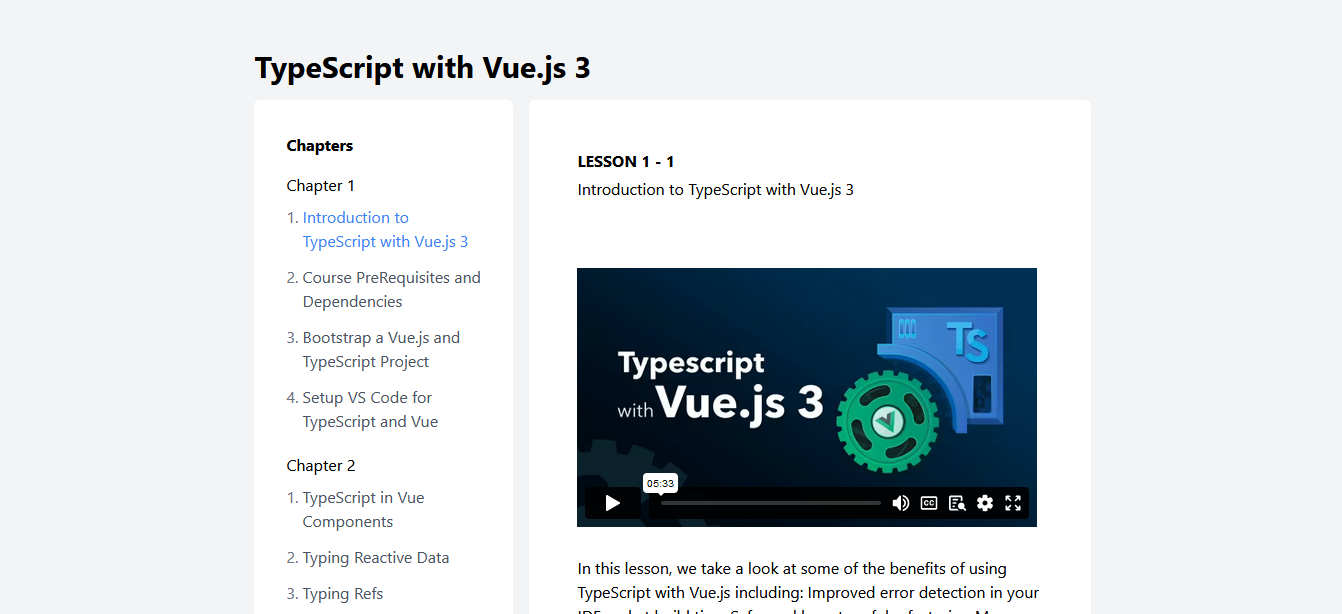 TypeScript with Vue.js 3
Chapters
Chapter 1
1. Introduction to
TypeScript with Vue.js 3
2. Course PreRequisites and
Dependencies
3. Bootstrap a Vue.js and
TypeScript Project
4. Setup VS Code for
TypeScript and Vue
Chapter 2
1. TypeScript in Vue
Components
2. Typing Reactive Data
3. Typing Refs
LESSON 1 - 1
Introduction to TypeScript with Vue.js 3
TS
Typescript
with Vue.js 3
05:33
CC
In this lesson, we take a look at some of the benefits of using
TypeScript with Vue.js including: Improved error detection in your